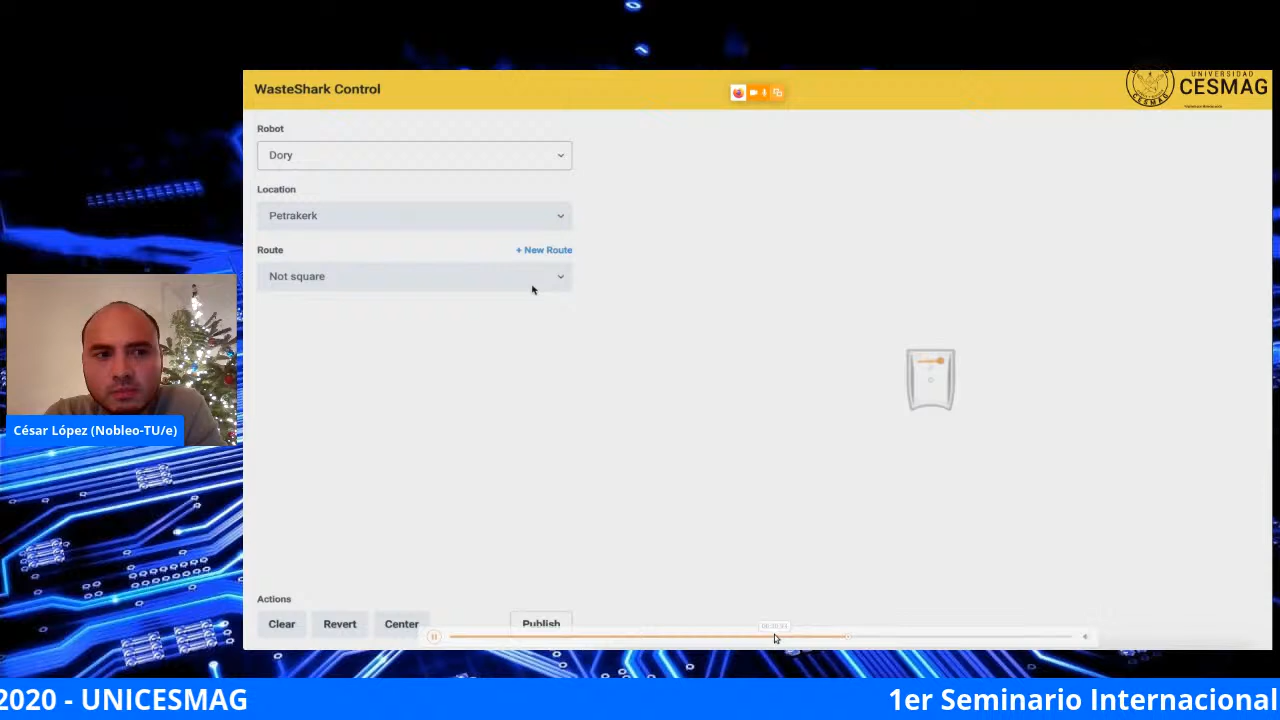 WasteShark Control
UNIVERSIDAD
CESMAG
Robot
Dory
Location
Petrakerk
Route
+ New Route
Not square
César López (Nobleo-TU/e)
Actions
Clear
Revert
Center
Publish
2020 - UNICESMAG
1er Seminario Internacional